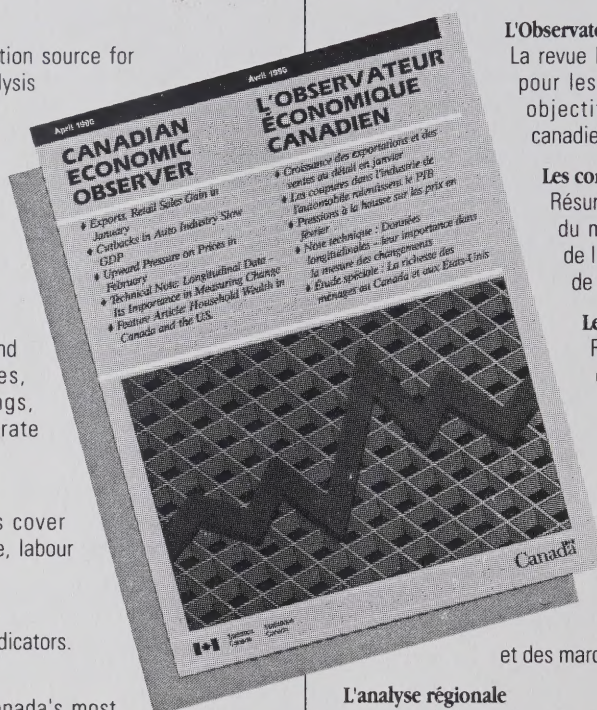 tion source for
lysis
nd
es,
ngs,
rate
s cover
e, labour
dicators.
anada's most
April 1996
CANADIAN
ECONOMIC
OBSERVER
♦ Exports, Retail Sales Gain in
January
♦ Cutbacks in Auto Industry Slow
GDP
♦ Upward Pressure on Prices in
February
♦ Technical Note: Longitudinal Data -
Its Importance in Measuring Change
♦ Feature Article: Household Wealth in
Canada and the U.S.
Avril 1996
L'OBSERVATEUR
ÉCONOMIQUE
CANADIEN
♦ Croissance des exportations et des
ventes au détail en janvier
♦ Les coupures dans l'industrie de
l'automobile ralentissent le PIB
♦ Pressions à la hausse sur les prix en
février
♦ Note technique : Données
longitudinales - leur importance dans
la mesure des changements
♦ Étude spéciale : La richesse des
ménages au Canada et aux États-Unis
Statistics Statistique
Canada Canada
Canada
L'Observate
La revue
pour les
objecti
canadie
Les co
Résu
du m
de l
de
Le
et des marc
L'analyse régionale